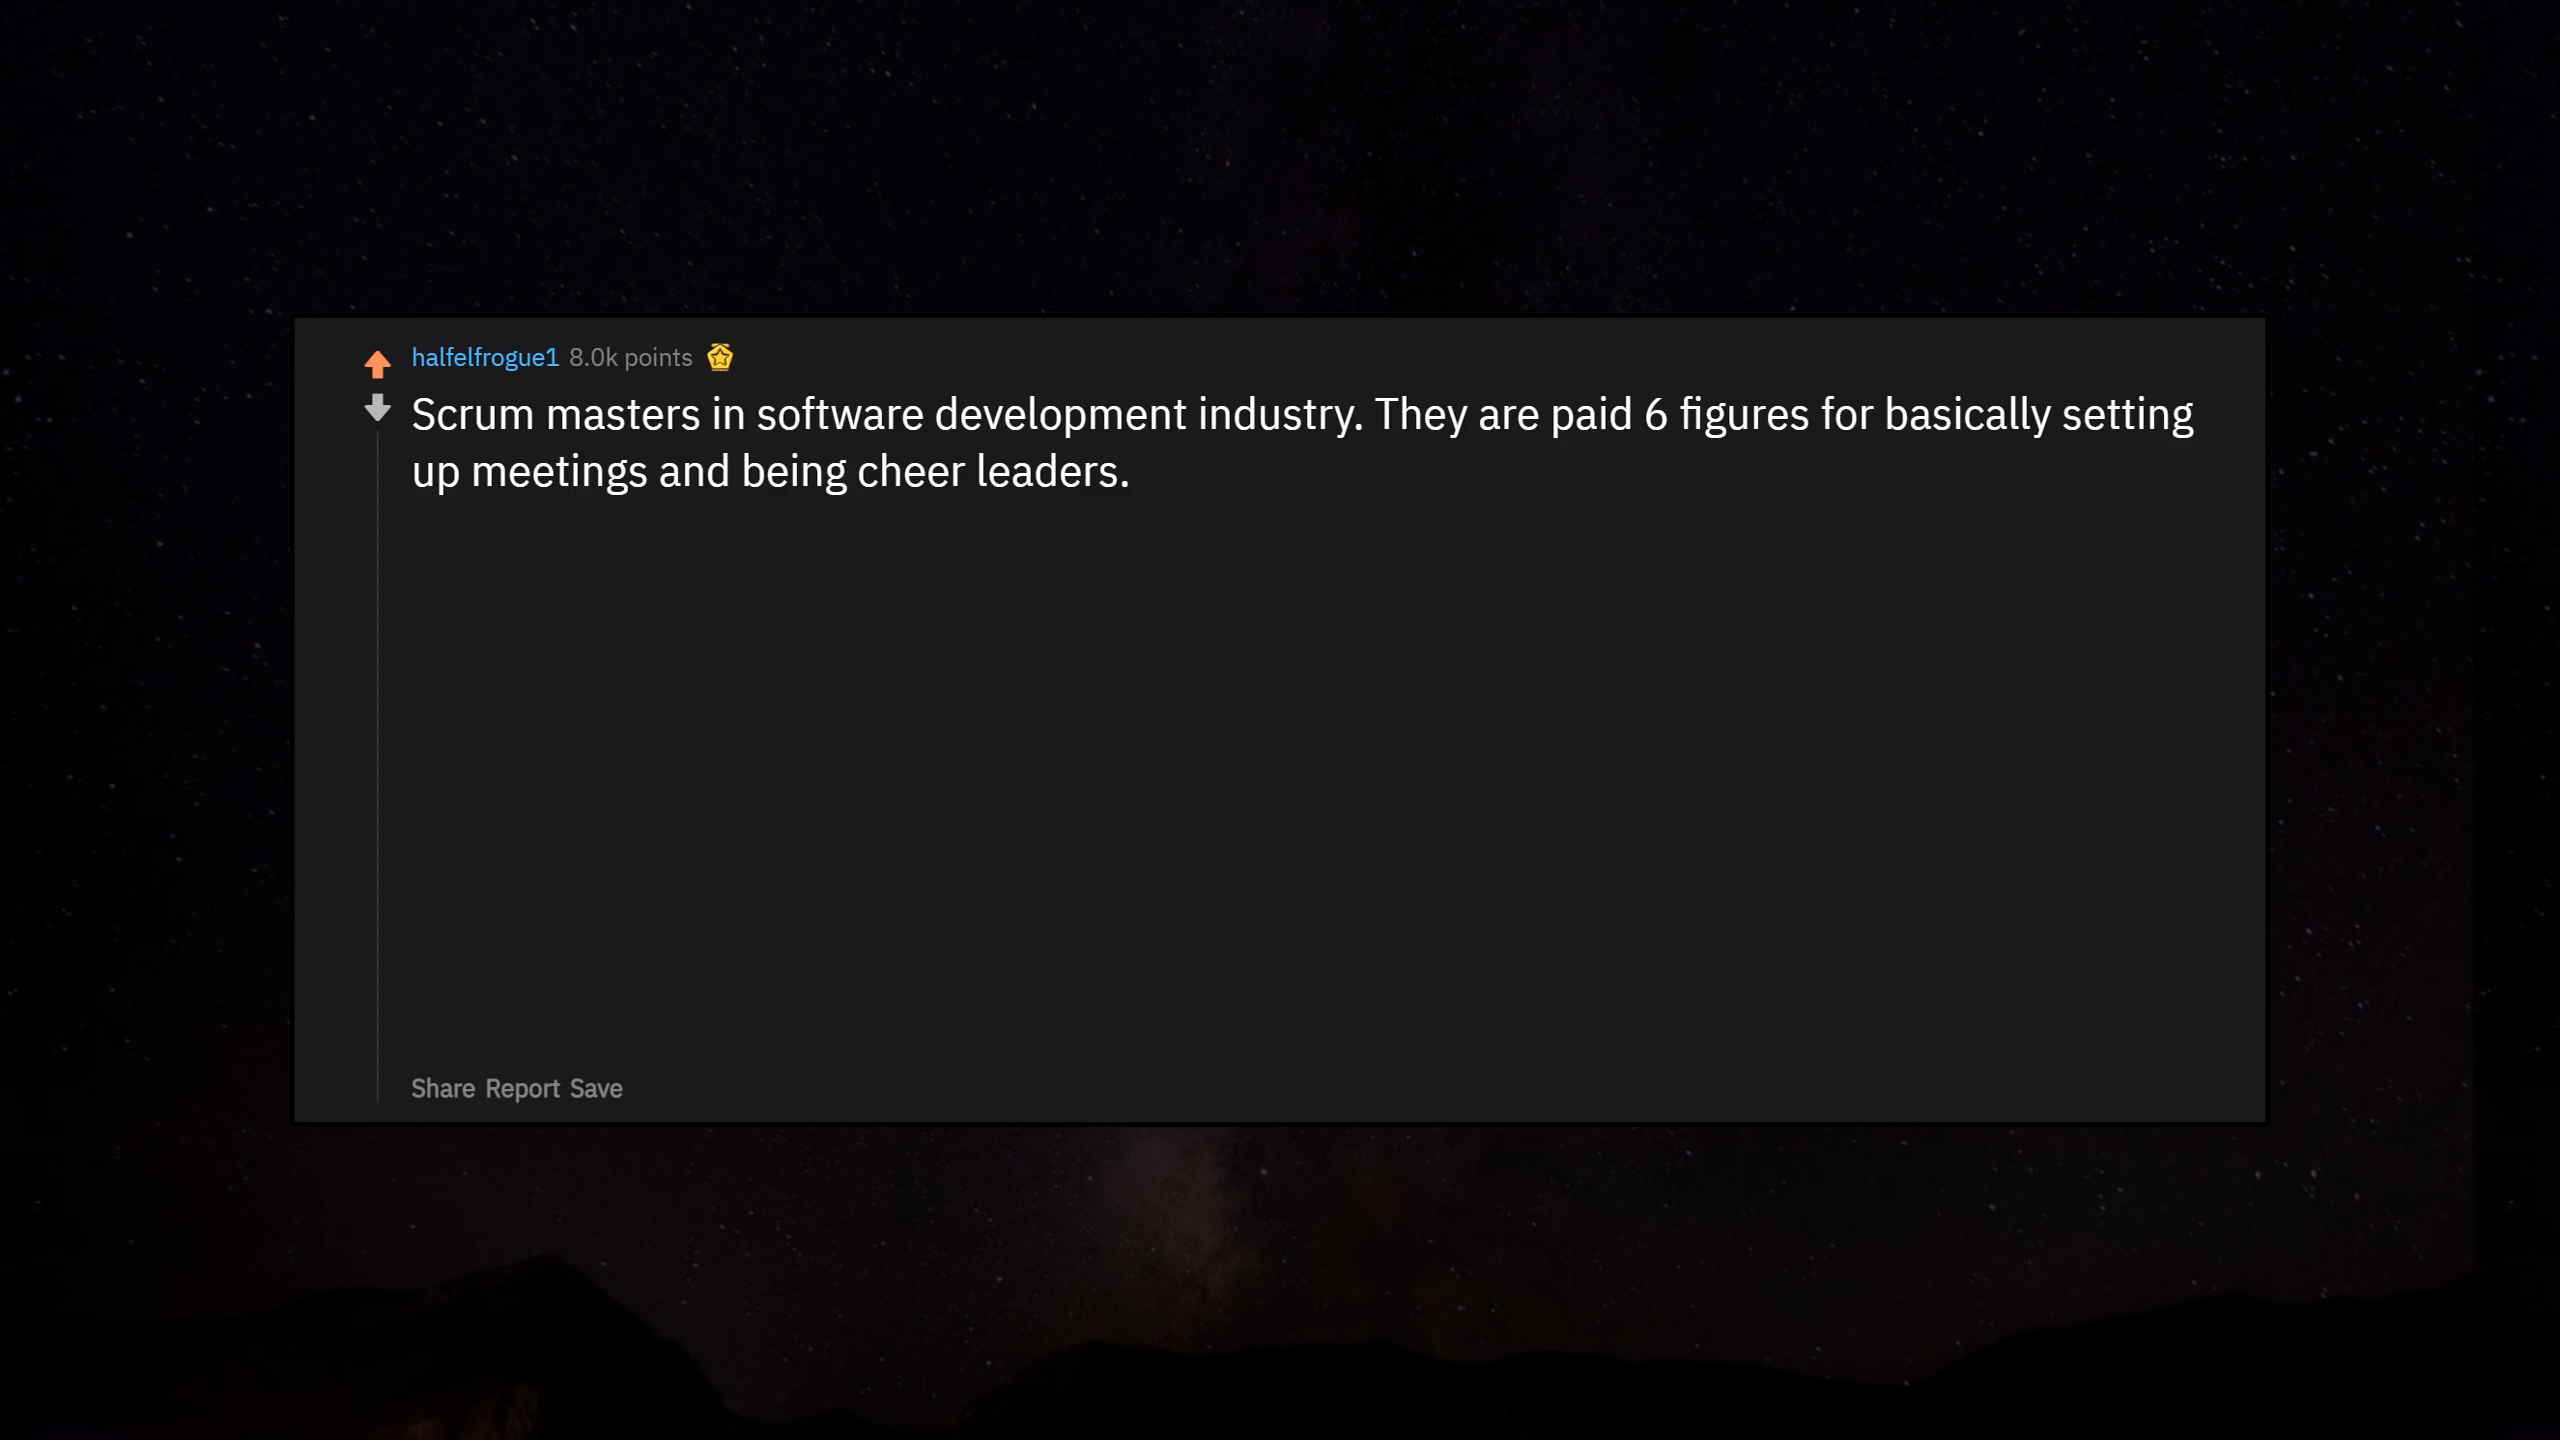 halfelfrogue1 8.0k points
Scrum masters in software development industry. They are paid 6 figures for basically setting
up meetings and being cheer leaders.
Share Report Save